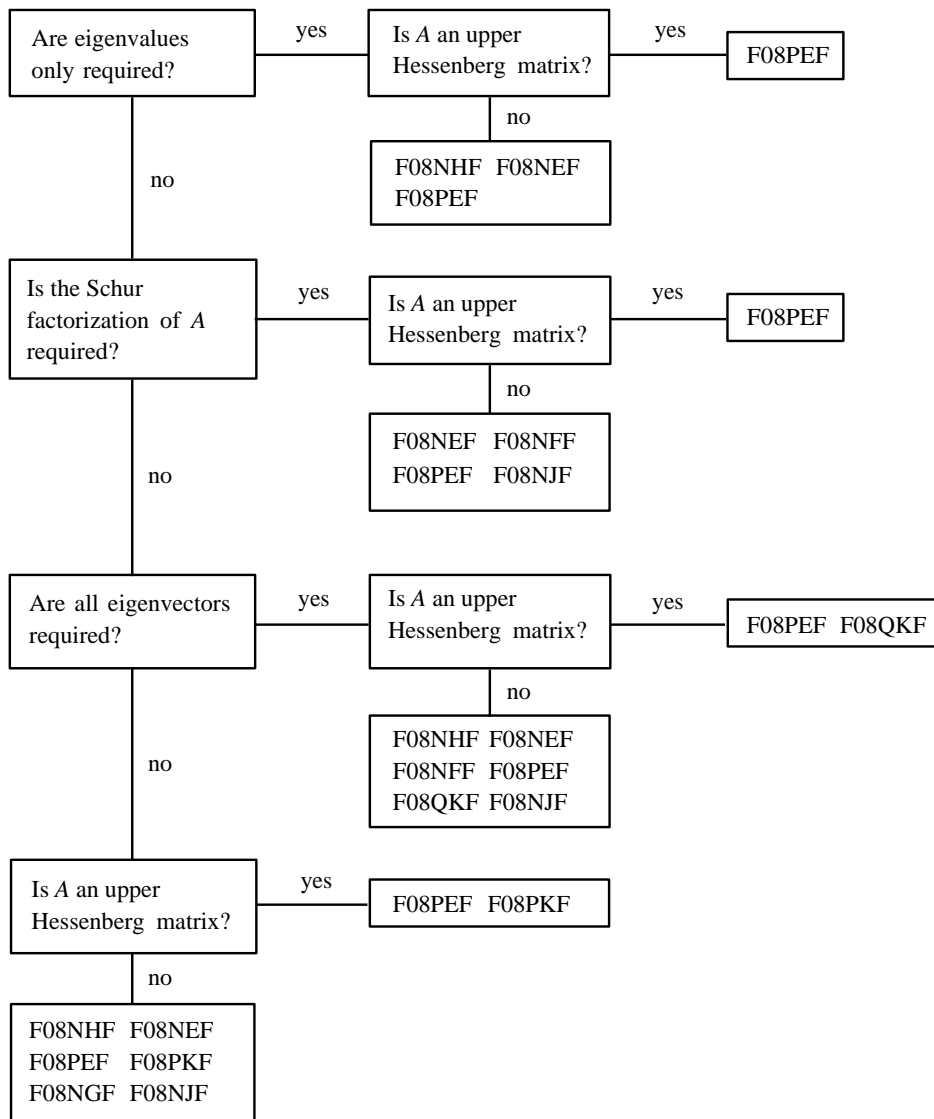 Are eigenvalues
only required?
yes
Is A an upper
Hessenberg matrix?
yes
F08PEF
no
F08NHF F08NEF
F08PEF
no
Is the Schur
factorization of A
required?
yes
Is A an upper
Hessenberg matrix?
yes
F08PEF
no
F08NEF F08NFF
F08PEF F08NJF
no
Are all eigenvectors
required?
yes
Is A an upper
Hessenberg matrix?
yes
F08PEF F08QKF
no
F08NHF F08NEF
F08NFF F08PEF
F08QKF F08NJF
no
Is A an upper
Hessenberg matrix?
yes
F08PEF F08PKF
no
F08NHF F08NEF
F08PEF F08PKF
F08NGF F08NJF